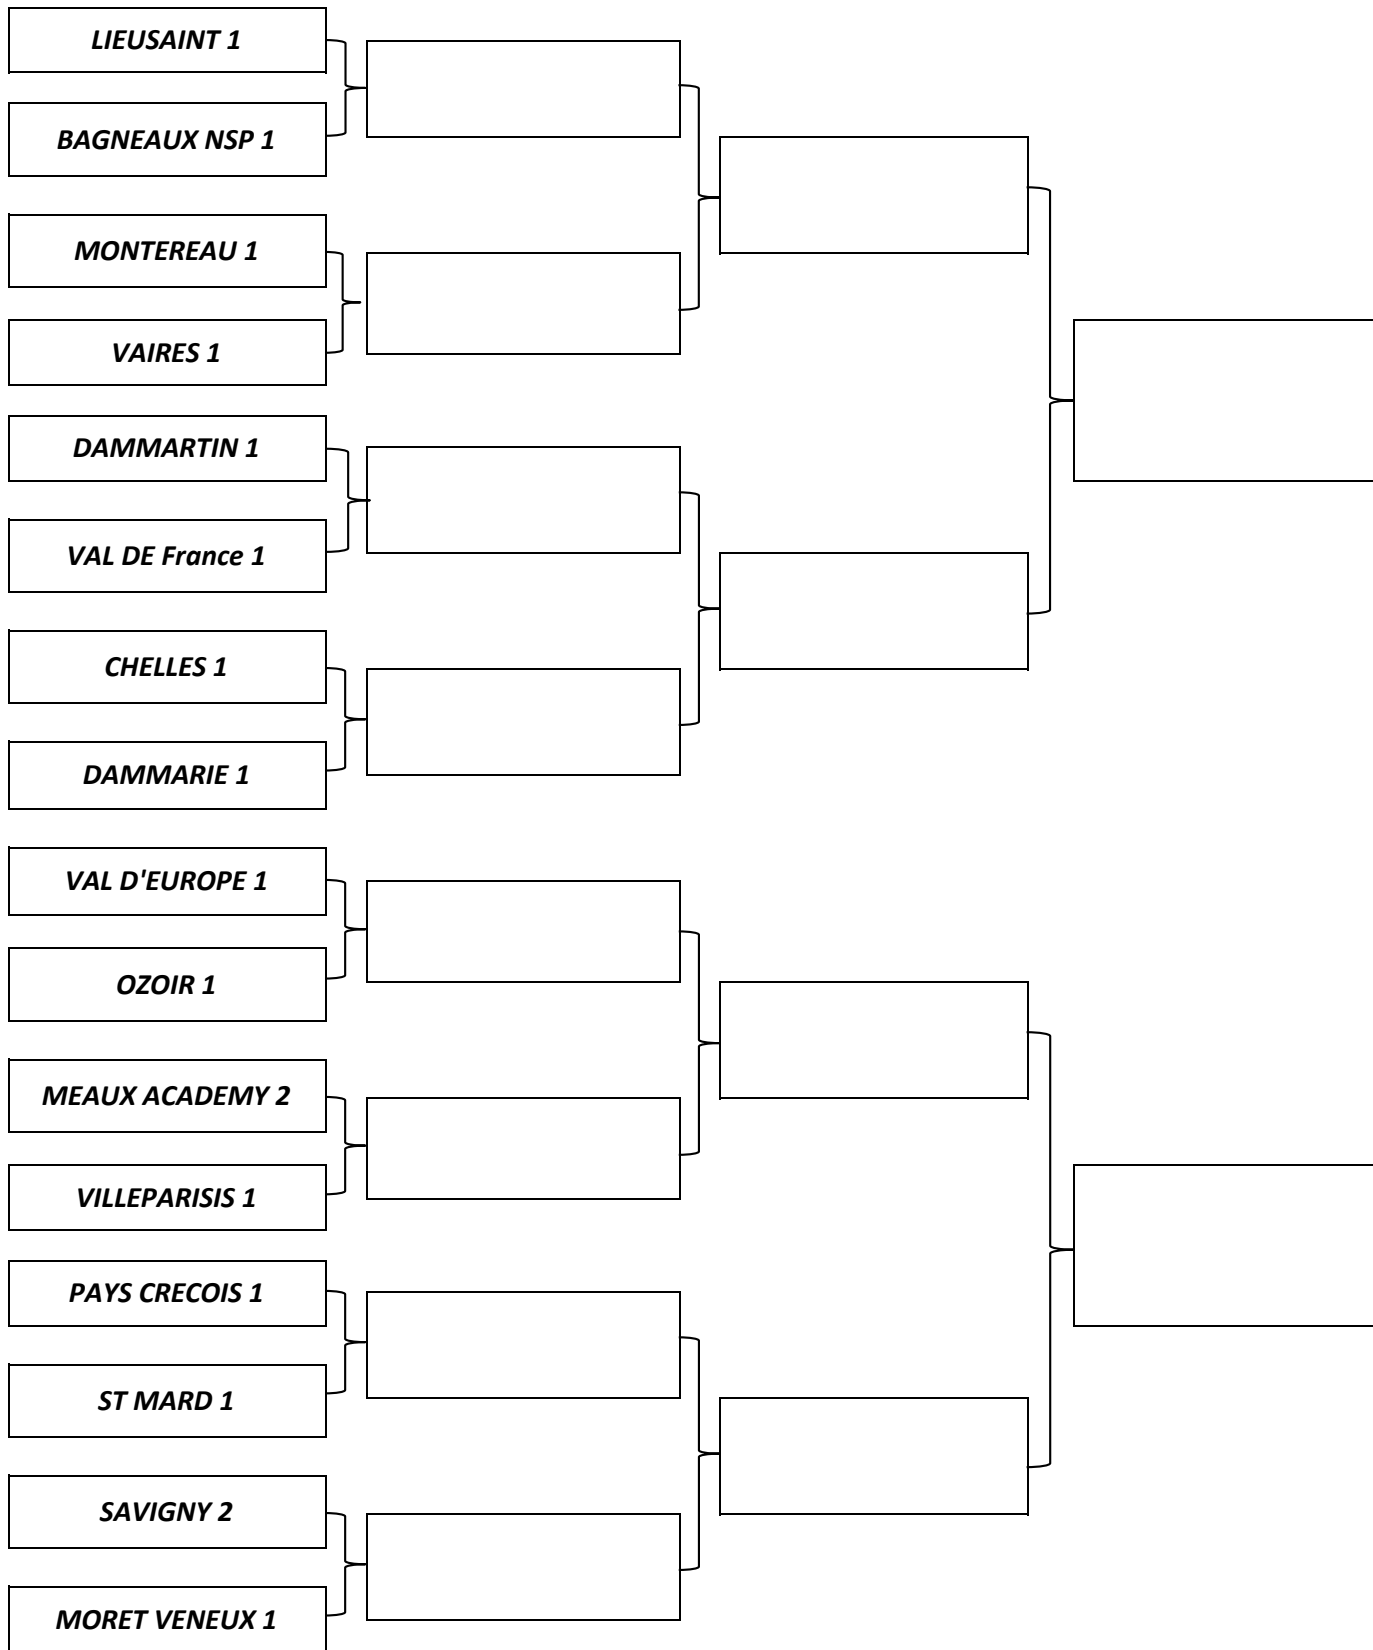 LIEUSAINT 1
BAGNEAUX NSP 1
MONTEREAU 1
VAIRES 1
DAMMARTIN 1
VAL DE France 1
CHELLES 1
DAMMARIE 1
VAL D'EUROPE 1
OZOIR 1
MEAUX ACADEMY 2
VILLEPARISIS 1
PAYS CRECOIS 1
ST MARD 1
SAVIGNY 2
MORET VENEUX 1